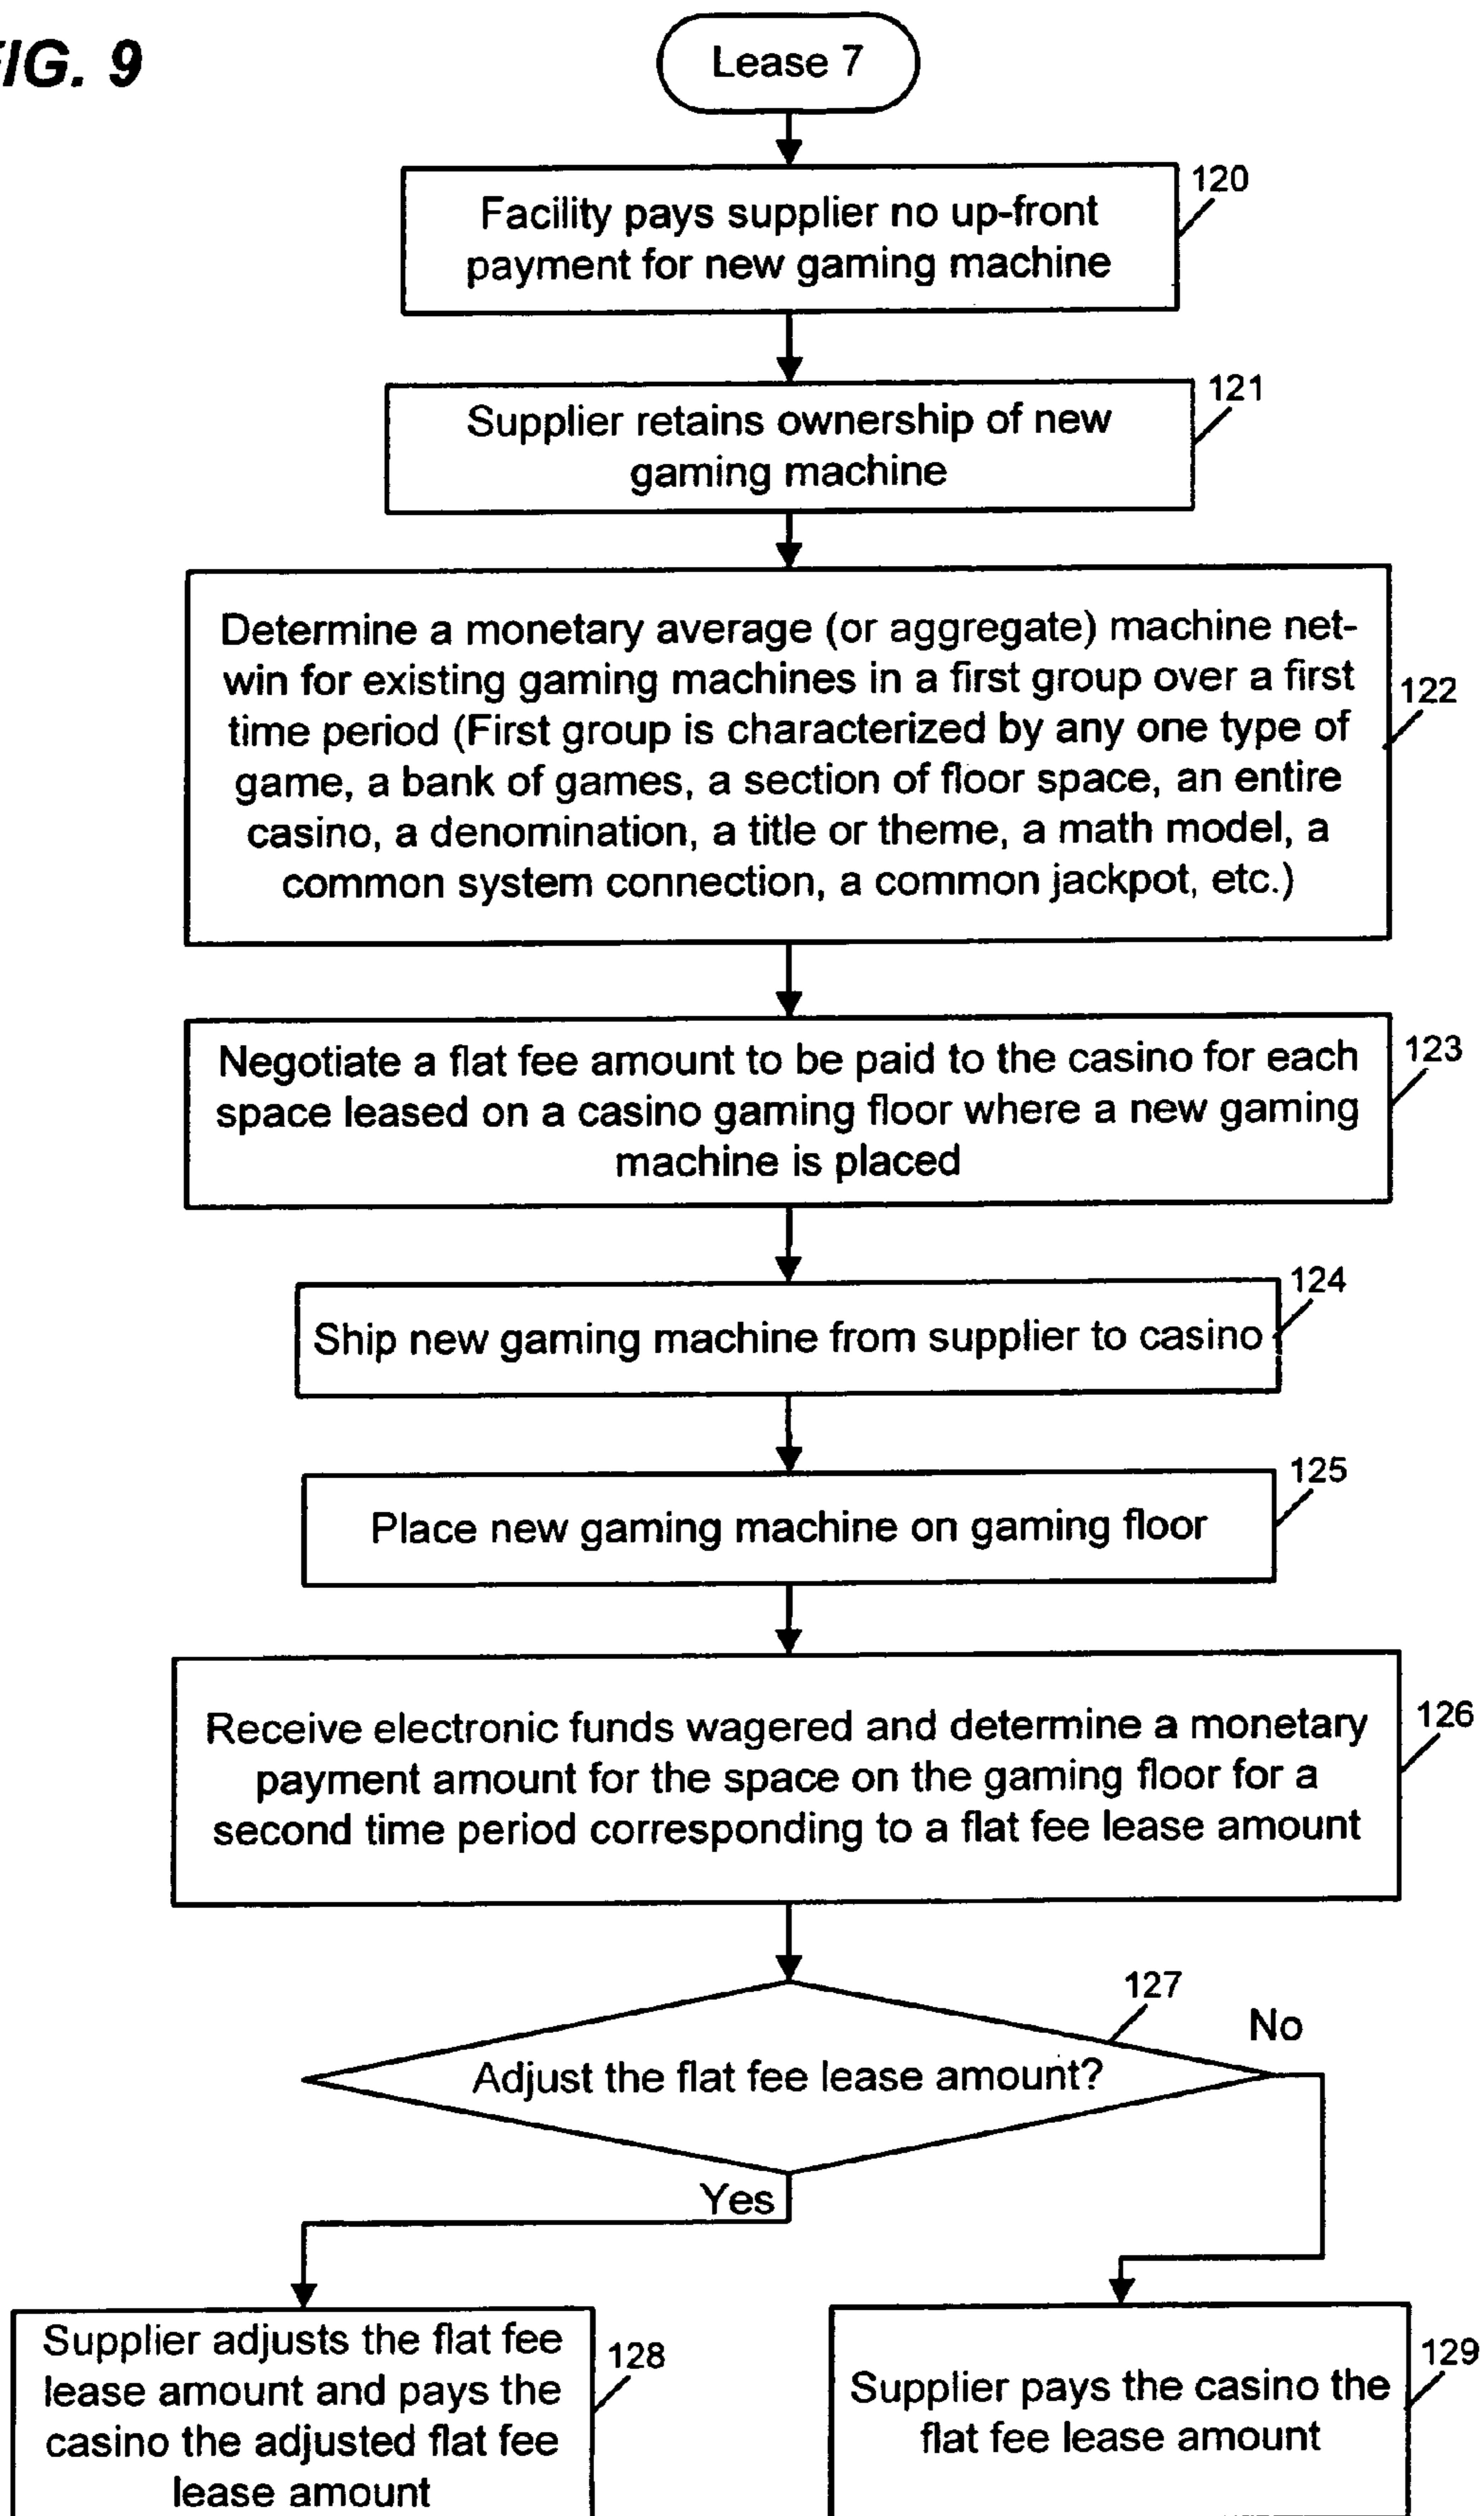 FIG. 9
Lease 7
120
Facility pays supplier no up-front
payment for new gaming machine
121
Supplier retains ownership of new
gaming machine
Determine a monetary average (or aggregate) machine net-
win for existing gaming machines in a first group over a first
122
time period (First group is characterized by any one type of
game, a bank of games, a section of floor space, an entire
casino, a denomination, a title or theme, a math model, a
common system connection, a common jackpot, etc.)
123
Negotiate a flat fee amount to be paid to the casino for each
space leased on a casino gaming floor where a new gaming
machine is placed
124
Ship new gaming machine from supplier to casino
125
Place new gaming machine on gaming floor
126
Receive electronic funds wagered and determine a monetary
payment amount for the space on the gaming floor for a
second time period corresponding to a flat fee lease amount
127
No
Adjust the flat fee lease amount?
Yes
Supplier adjusts the flat fee
lease amount and pays the
casino the adjusted flat fee
lease amount
128
Supplier pays the casino the
flat fee lease amount
129